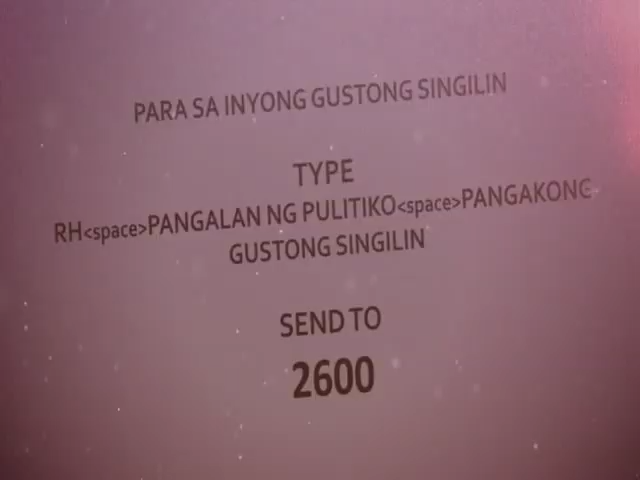 PARA SA INYONG GUSTONG SINGILIN
TYPE
RH<space>PANGALAN NG PULITIKO<space>PANGAKONG
GUSTONG SINGILIN
SEND TO
2600